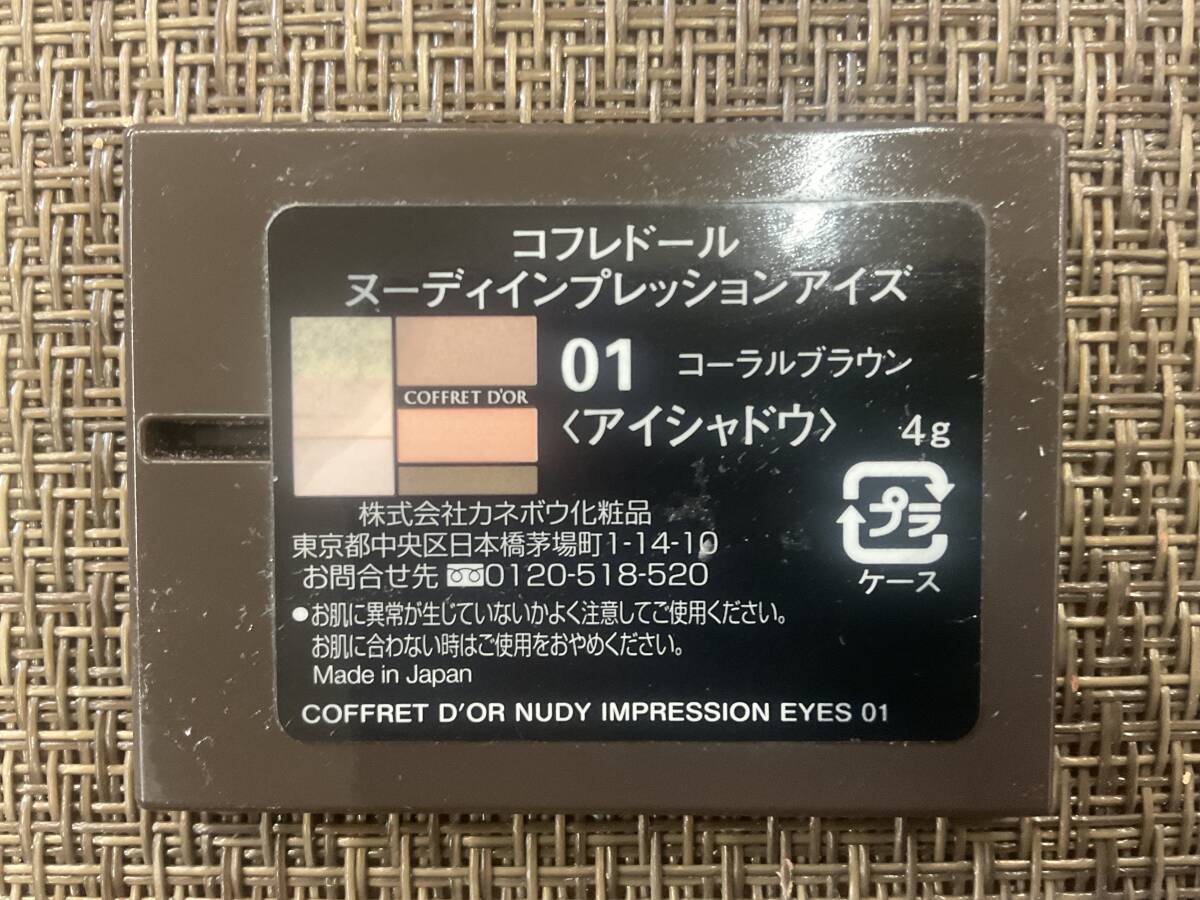 コフレドール
ヌーディインプレッションアイズ
COFFRET D'OR
01 コーラルブラウン
〈アイシャドウ〉 4g
プラ
ケース
株式会社カネボウ化粧品
東京都中央区日本橋茅場町1-14-10
お問合せ先 0120-518-520
●お肌に異常が生じていないかよく注意してご使用ください。
お肌に合わない時はご使用をおやめください。
Made in Japan
COFFRET D'OR NUDY IMPRESSION EYES 01